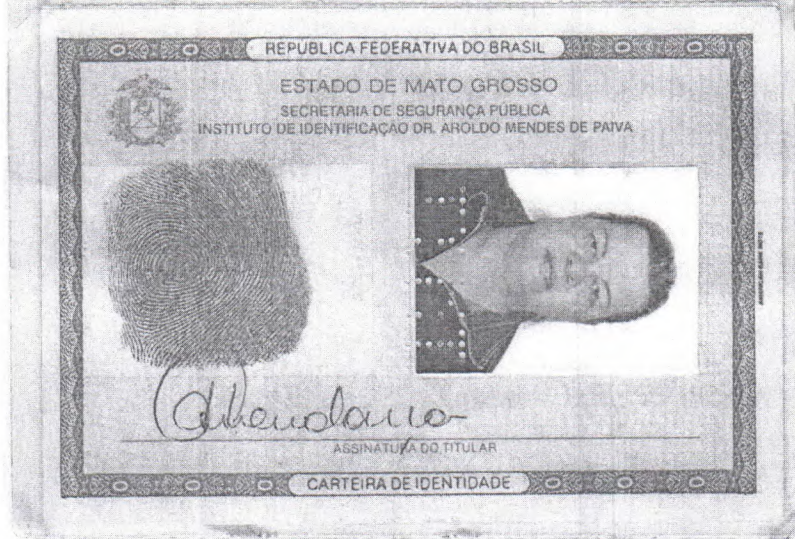 REPÚBLICA FEDERATIVA DO BRASIL
ESTADO DE MATO GROSSO
SECRETARIA DE SEGURANÇA PÚBLICA
INSTITUTO DE IDENTIFICAÇÃO DR. AROLDO MENDES DE PAIVA
ASSINATURA DO TITULAR
CARTEIRA DE IDENTIDADE